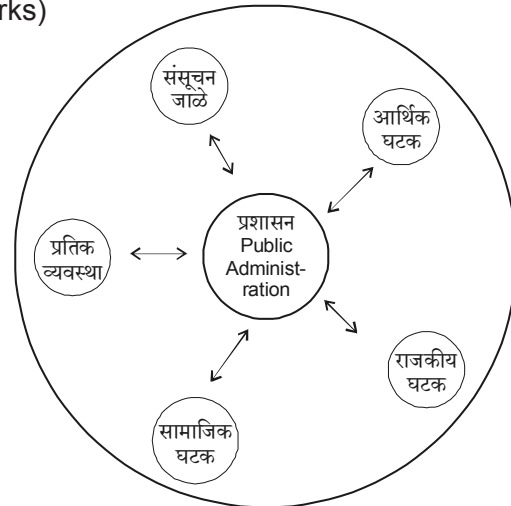 rks)
संसूचन
जाळे
आर्थिक
घटक
प्रशासन
Public
Administ-
ration
प्रतिक
व्यवस्था
राजकीय
घटक
सामाजिक
घटक